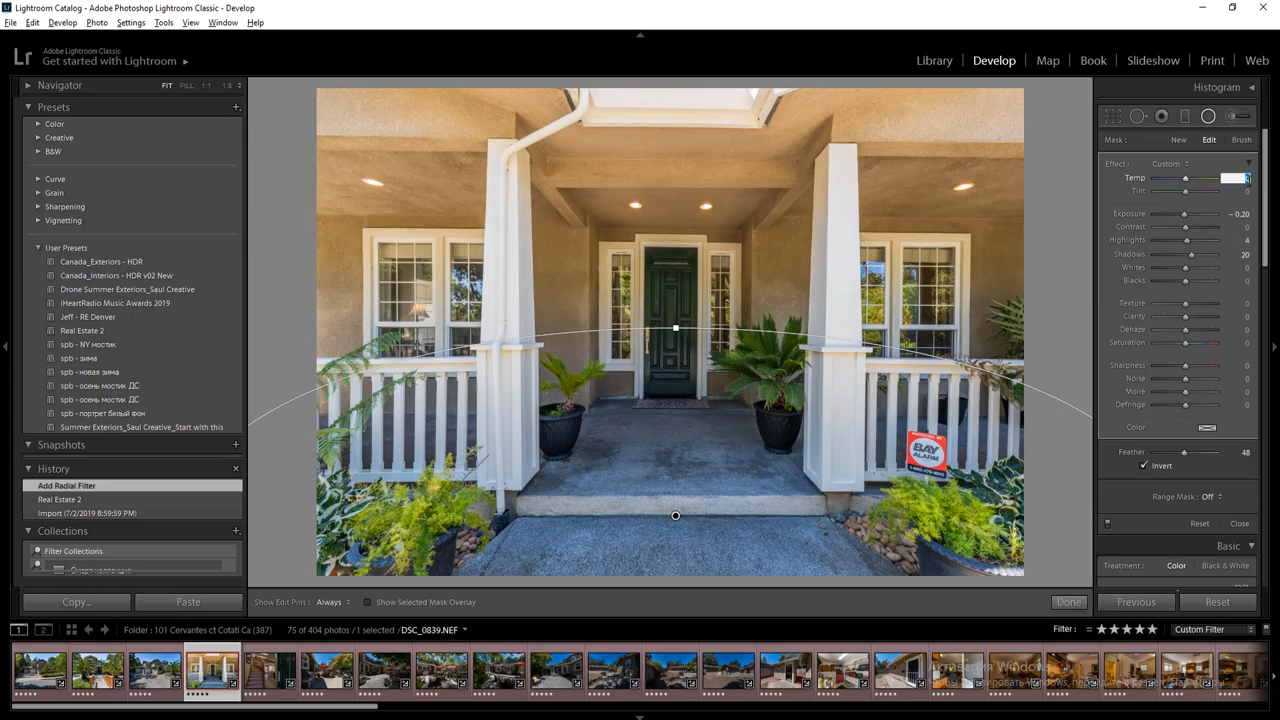 Lightroom Catalog - Adobe Photoshop Lightroom Classic - Develop
File Edit Develop Photo Settings Tools View Window Help
Lr Adobe Lightroom Classic
Get started with Lightroom
Library Develop Map Book Slideshow Print Web
Navigator FIT FILL 1:1 1:8
Histogram
Presets
Color
Creative
B&W
Curve
Grain
Sharpening
Vignetting
User Presets
Canada_Exteriors - HDR
Canada_Interiors - HDR v02 New
Drone Summer Exteriors_Saul Creative
iHeartRadio Music Awards 2019
Jeff - RE Denver
Real Estate 2
spb - NY мостик
spb - зима
spb - новая зима
spb - осень мостик ДС
spb - осень мостик ДС
spb - портрет белый фон
Summer Exteriors_Saul Creative_Start with this
Snapshots
History
Add Radial Filter
Real Estate 2
Import (7/2/2019 8:59:59 PM)
Collections
Filter Collections
Copy... Paste
BAY
ALARM
Mask : New Edit Brush
Effect : Custom
Temp
Tint 0
Exposure – 0.20
Contrast 0
Highlights 4
Shadows 20
Whites 0
Blacks 0
Texture 0
Clarity 0
Dehaze 0
Saturation 0
Sharpness 0
Noise 0
Moiré 0
Defringe 0
Color
Feather 48
Invert
Range Mask : Off
Reset Close
Basic
Treatment : Color Black & White
Previous Reset
Show Edit Pins : Always Show Selected Mask Overlay Done
1 2 Folder : 101 Cervantes ct Cotati Ca (387) 75 of 404 photos / 1 selected / DSC_0839.NEF Filter : Custom Filter
Активация Windows